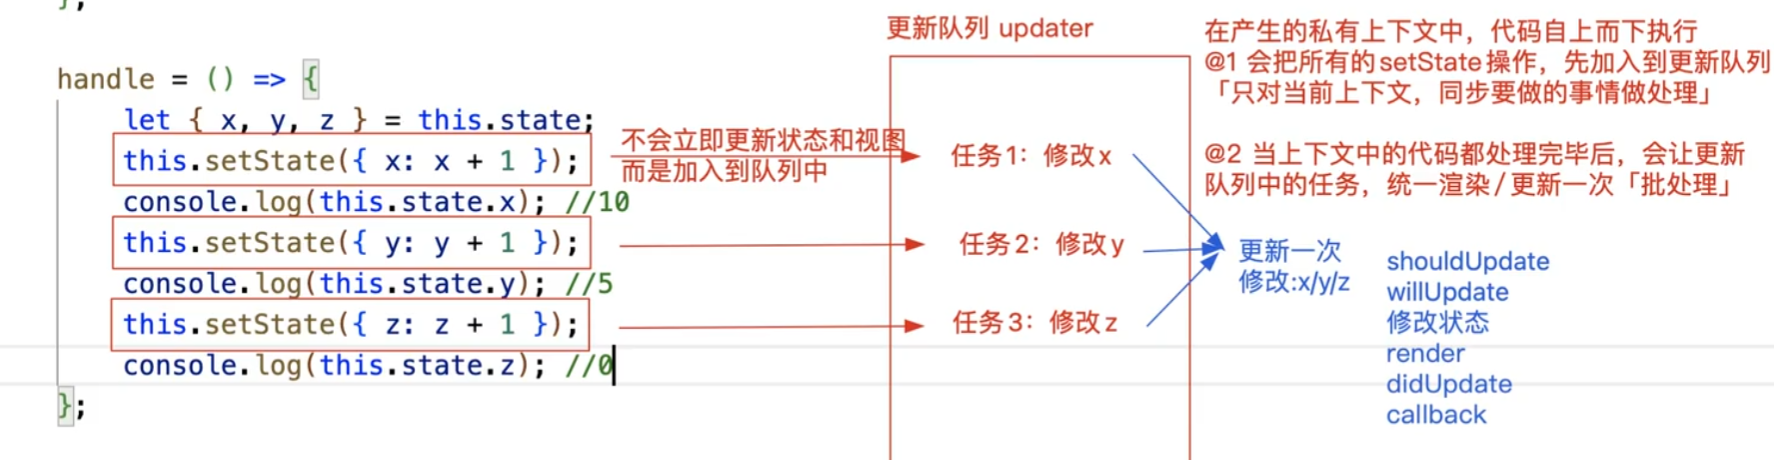 };
handle = () => {
let { x, y, z } = this.state;
this.setState({ x: x + 1 });
console.log(this.state.x); //10
this.setState({ y: y + 1 });
console.log(this.state.y); //5
this.setState({ z: z + 1 });
console.log(this.state.z); //0
};
不会立即更新状态和视图
而是加入到队列中
更新队列 updater
任务1：修改x
任务2：修改y
任务3：修改z
在产生的私有上下文中，代码自上而下执行
@1 会把所有的setState操作，先加入到更新队列
「只对当前上下文，同步要做的事情做处理」
@2 当上下文中的代码都处理完毕后，会让更新
队列中的任务，统一渲染/更新一次「批处理」
更新一次
修改:x/y/z
shouldUpdate
willUpdate
修改状态
render
didUpdate
callback